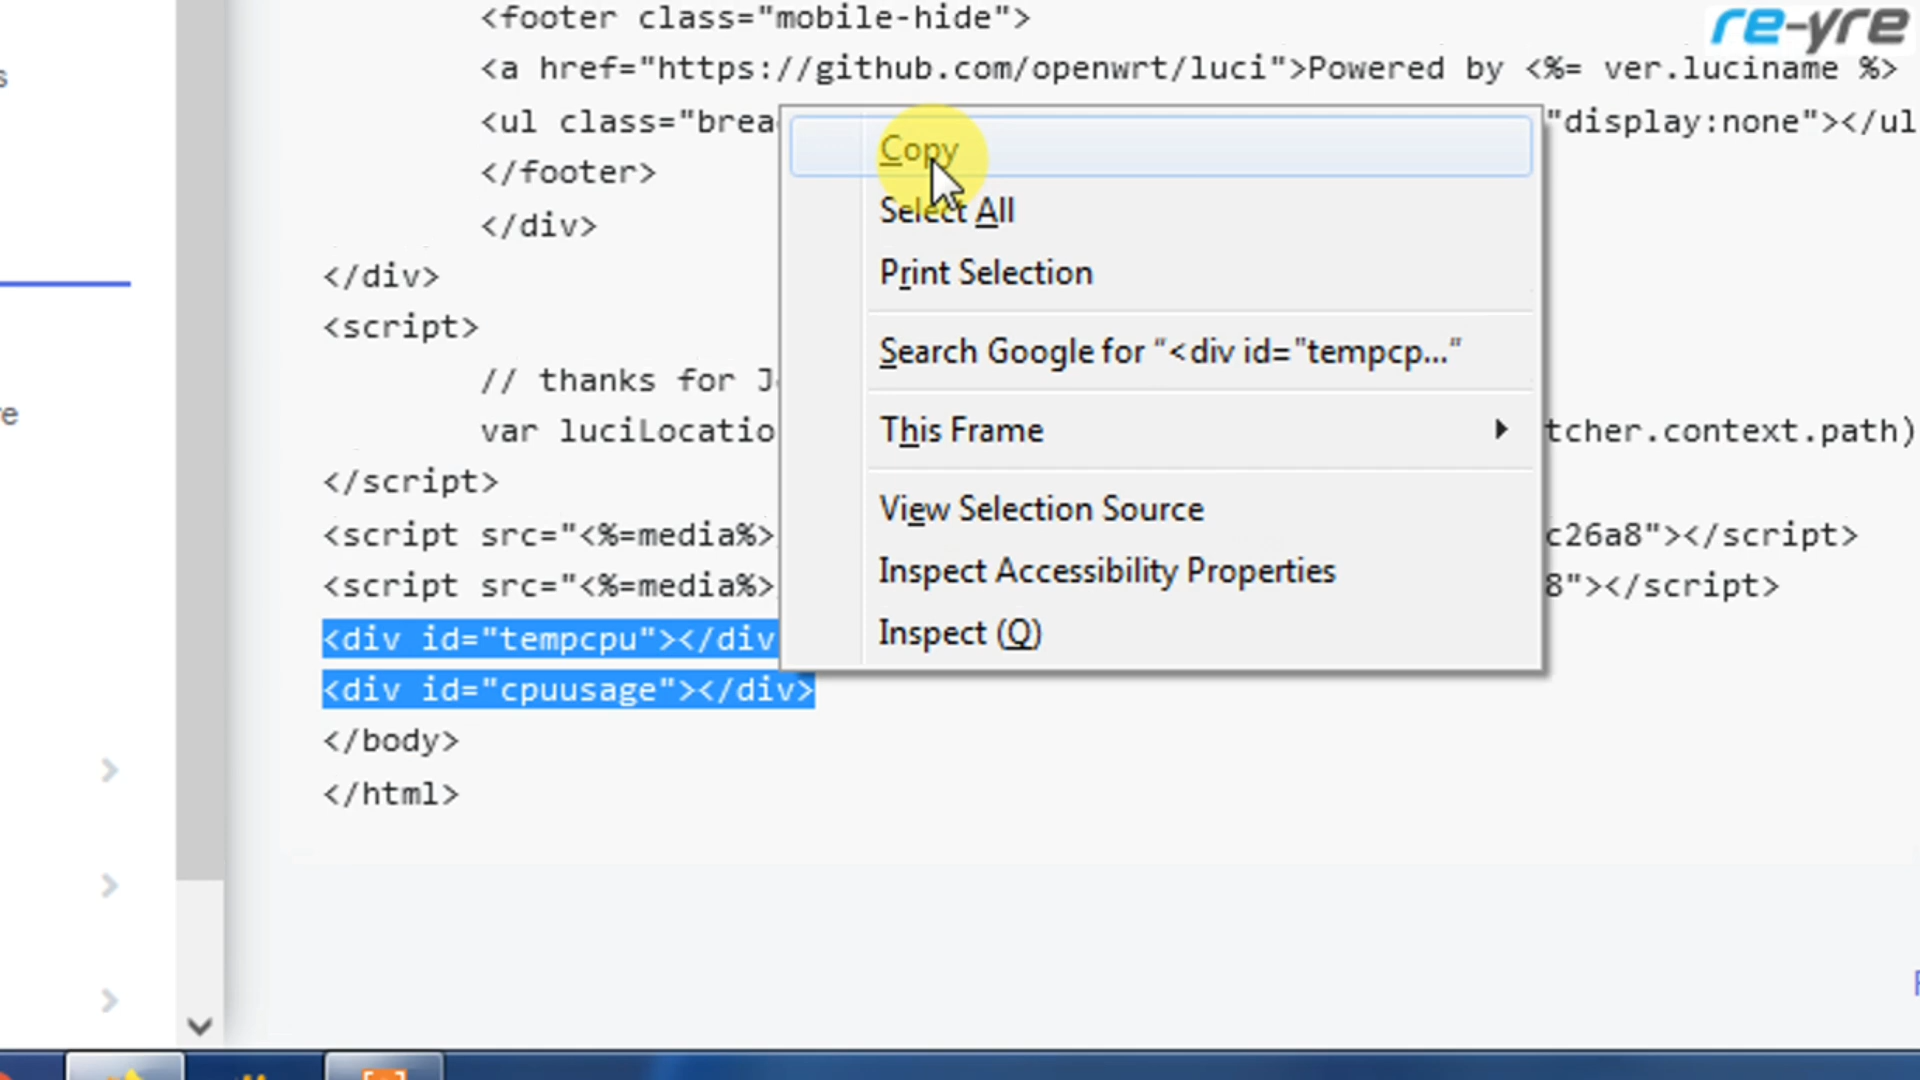 <footer class="mobile-hide">
re-yre
<a href="https://github.com/openwrt/luci">Powered by <%= ver.luciname %>
<ul class="brea
"display:none"></ul
Copy
</footer>
Select All
</div>
Print Selection
</div>
<script>
Search Google for “<div id="tempcp...“
// thanks for J
var luciLocatio
tcher.context.path)
This Frame
</script>
View Selection Source
<script src="<%=media%>
c26a8"></script>
Inspect Accessibility Properties
<script src="<%=media%>
8"></script>
<div id="tempcpu"></div
Inspect (Q)
<div id="cpuusage"></div>
</body>
</html>